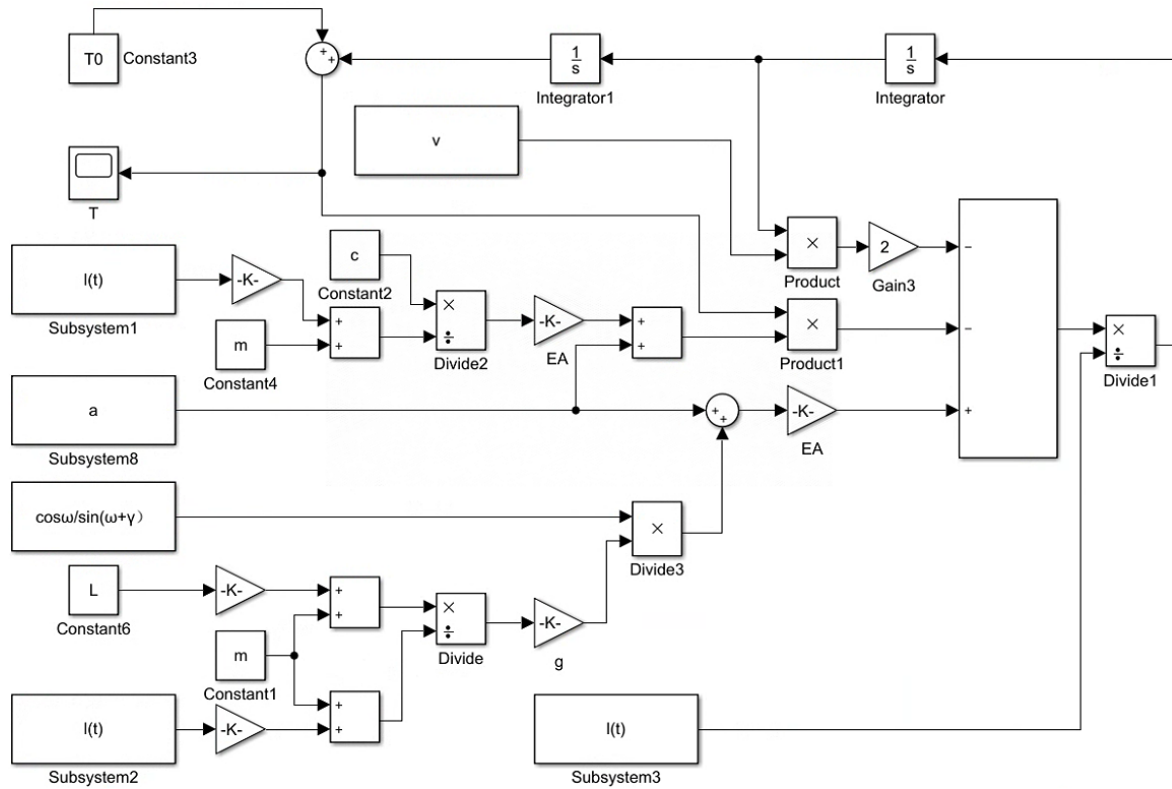 T0
Constant3
+
+
1
s
Integrator1
1
s
Integrator
v
T
l(t)
Subsystem1
-K-
c
Constant2
+
+
m
Constant4
×
÷
Divide2
-K-
EA
+
+
×
Product
2
Gain3
×
Product1
−
−
+
×
÷
Divide1
a
Subsystem8
+
+
-K-
EA
cosω/sin(ω+γ）
×
Divide3
L
Constant6
-K-
+
+
m
Constant1
×
÷
Divide
-K-
g
l(t)
Subsystem2
-K-
+
+
l(t)
Subsystem3